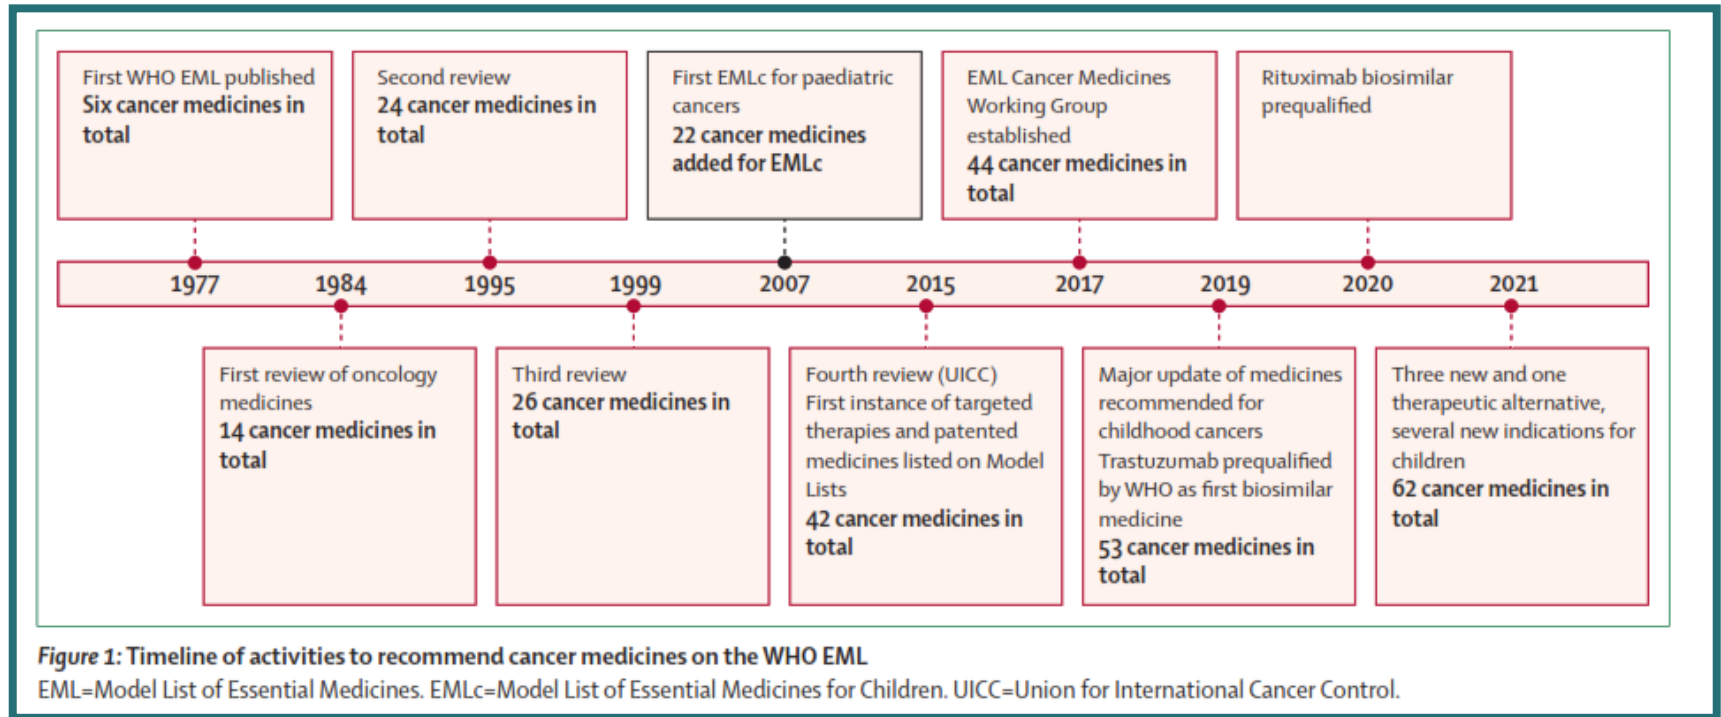 First WHO EML published
Six cancer medicines in
total
Second review
24 cancer medicines in
total
First EMLc for paediatric
cancers
22 cancer medicines
added for EMLc
EML Cancer Medicines
Working Group
established
44 cancer medicines in
total
Rituximab biosimilar
prequalified
1977
1984
1995
1999
2007
2015
2017
2019
2020
2021
First review of oncology
medicines
14 cancer medicines in
total
Third review
26 cancer medicines in
total
Fourth review (UICC)
First instance of targeted
therapies and patented
medicines listed on Model
Lists
42 cancer medicines in
total
Major update of medicines
recommended for
childhood cancers
Trastuzumab prequalified
by WHO as first biosimilar
medicine
53 cancer medicines in
total
Three new and one
therapeutic alternative,
several new indications for
children
62 cancer medicines in
total
Figure 1: Timeline of activities to recommend cancer medicines on the WHO EML
EML=Model List of Essential Medicines. EMLc=Model List of Essential Medicines for Children. UICC=Union for International Cancer Control.